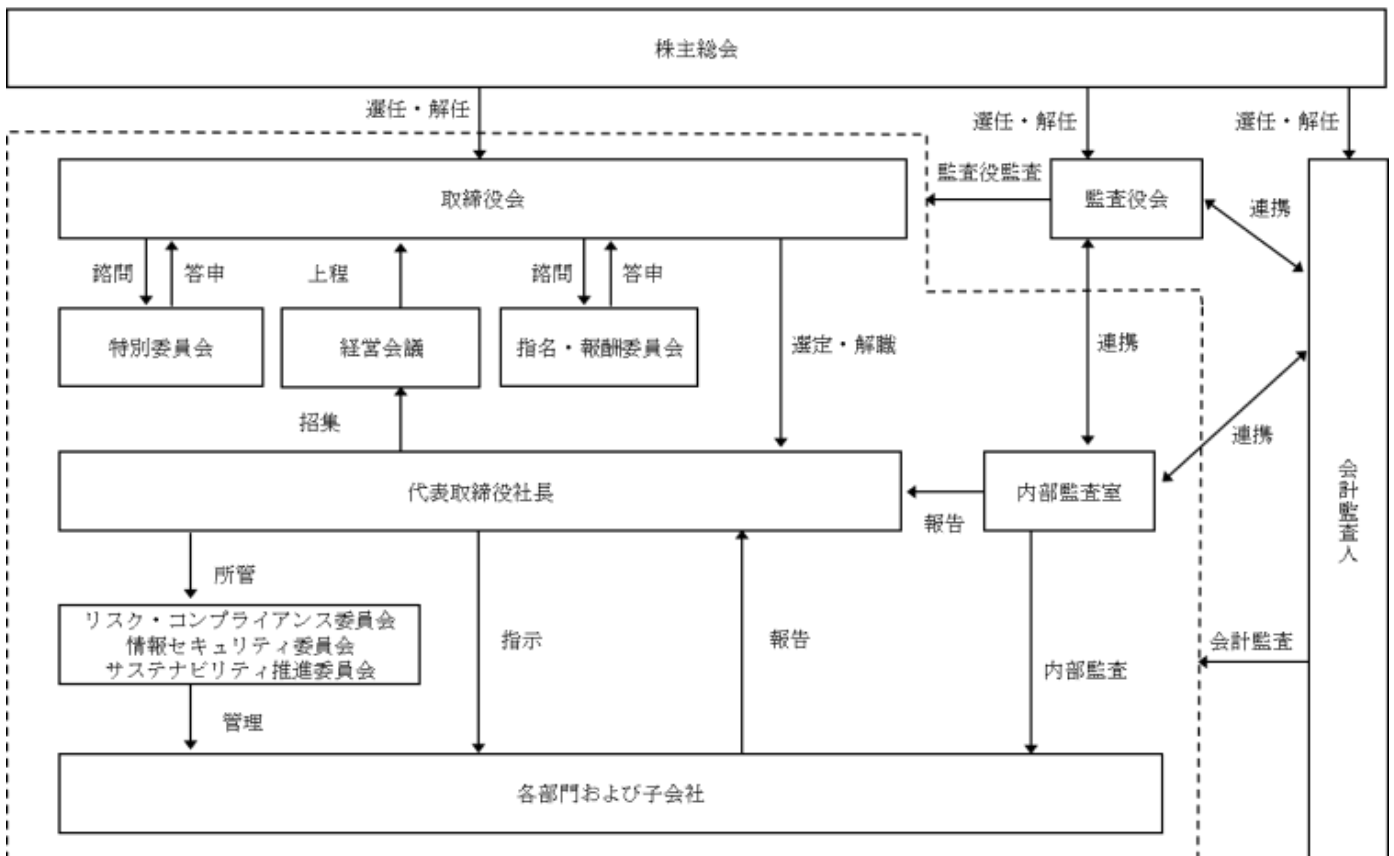 株主総会
選任・解任
選任・解任
選任・解任
取締役会
監査役監査
監査役会
連携
諮問
答申
上程
諮問
答申
特別委員会
経営会議
指名・報酬委員会
選定・解職
連携
招集
連携
代表取締役社長
報告
内部監査室
会計監査人
所管
リスク・コンプライアンス委員会
情報セキュリティ委員会
サステナビリティ推進委員会
指示
報告
内部監査
会計監査
管理
各部門および子会社